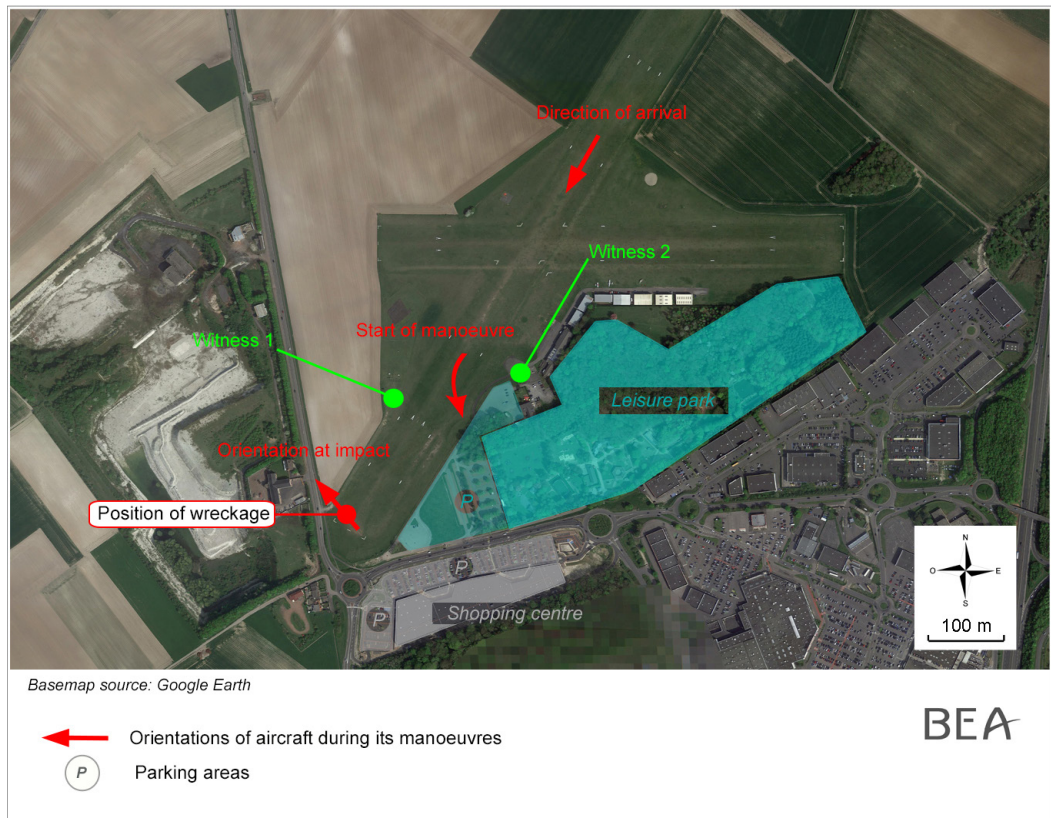 Direction of arrival
Witness 2
Start of manoeuvre
Witness 1
Leisure park
Orientation at impact
P
Position of wreckage
P
Shopping centre
P
N
O E
S
100 m
Basemap source: Google Earth
BEA
Orientations of aircraft during its manoeuvres
P Parking areas